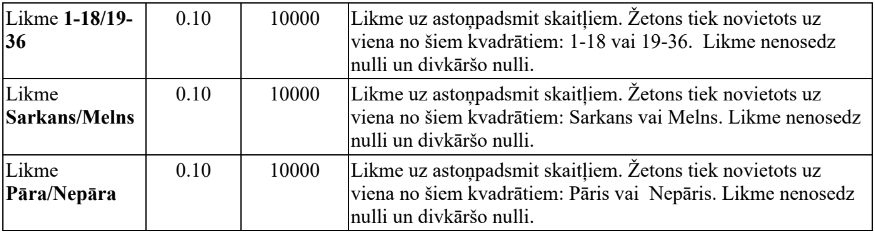 Likme 1-18/19-36 0.10 10000 Likme uz astoņpadsmit skaitļiem. Žetons tiek novietots uz
viena no šiem kvadrātiem: 1-18 vai 19-36. Likme nenosedz
nulli un divkāršo nulli.
Likme 0.10 10000 Likme uz astoņpadsmit skaitļiem. Žetons tiek novietots uz
Sarkans/Melns viena no šiem kvadrātiem: Sarkans vai Melns. Likme nenosedz
nulli un divkāršo nulli.
Likme 0.10 10000 Likme uz astoņpadsmit skaitļiem. Žetons tiek novietots uz
Pāra/Nepāra viena no šiem kvadrātiem: Pāris vai Nepāris. Likme nenosedz
nulli un divkāršo nulli.